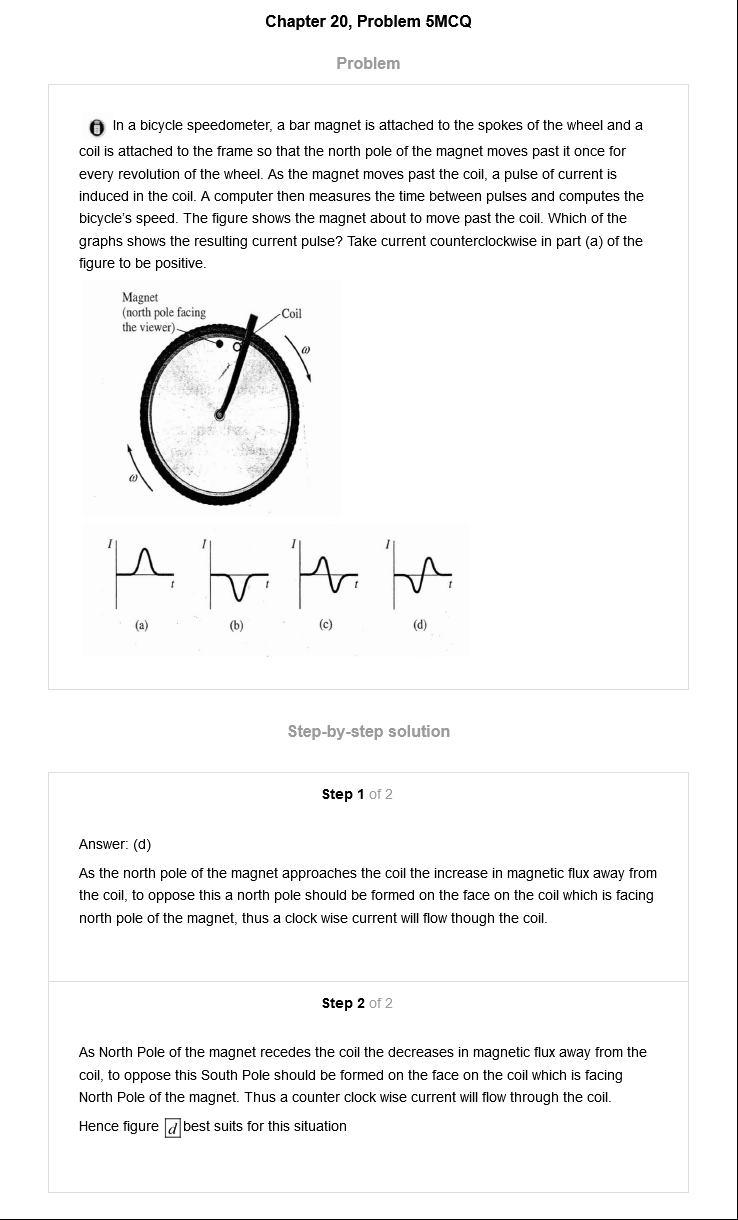 Chapter 20, Problem 5MCQ
Problem
In a bicycle speedometer, a bar magnet is attached to the spokes of the wheel and a
coil is attached to the frame so that the north pole of the magnet moves past it once for
every revolution of the wheel. As the magnet moves past the coil, a pulse of current is
induced in the coil. A computer then measures the time between pulses and computes the
bicycle's speed. The figure shows the magnet about to move past the coil. Which of the
graphs shows the resulting current pulse? Take current counterclockwise in part (a) of the
figure to be positive.
Magnet
(north pole facing
the viewer)
Coil
ω
ω
I
t
I
t
I
t
I
t
(a)
(b)
(c)
(d)
Step-by-step solution
Step 1 of 2
Answer: (d)
As the north pole of the magnet approaches the coil the increase in magnetic flux away from
the coil, to oppose this a north pole should be formed on the face on the coil which is facing
north pole of the magnet, thus a clock wise current will flow though the coil.
Step 2 of 2
As North Pole of the magnet recedes the coil the decreases in magnetic flux away from the
coil, to oppose this South Pole should be formed on the face on the coil which is facing
North Pole of the magnet. Thus a counter clock wise current will flow through the coil.
Hence figure d best suits for this situation